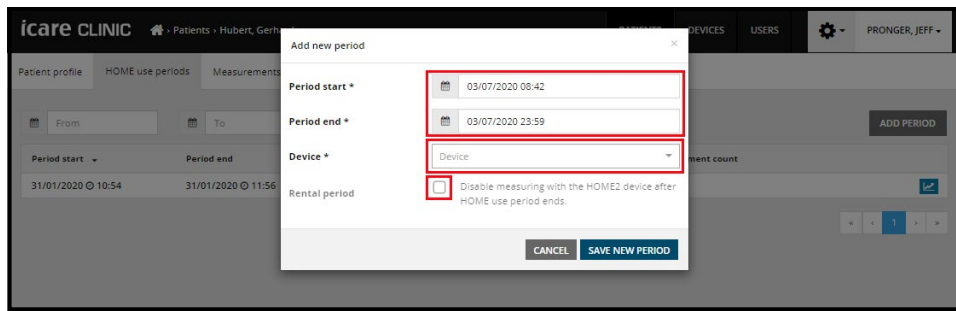 icare CLINIC > Patients > Hubert, Gerh PATIENTS DEVICES USERS PRONGER, JEFF
Add new period ×
Patient profile HOME use periods Measurements
Period start * 03/07/2020 08:42
From To Period end * 03/07/2020 23:59 ADD PERIOD
Period start Period end Device * Device ment count
31/01/2020 10:54 31/01/2020 11:56 Rental period Disable measuring with the HOME2 device after
HOME use period ends.
« < 1 > »
CANCEL SAVE NEW PERIOD